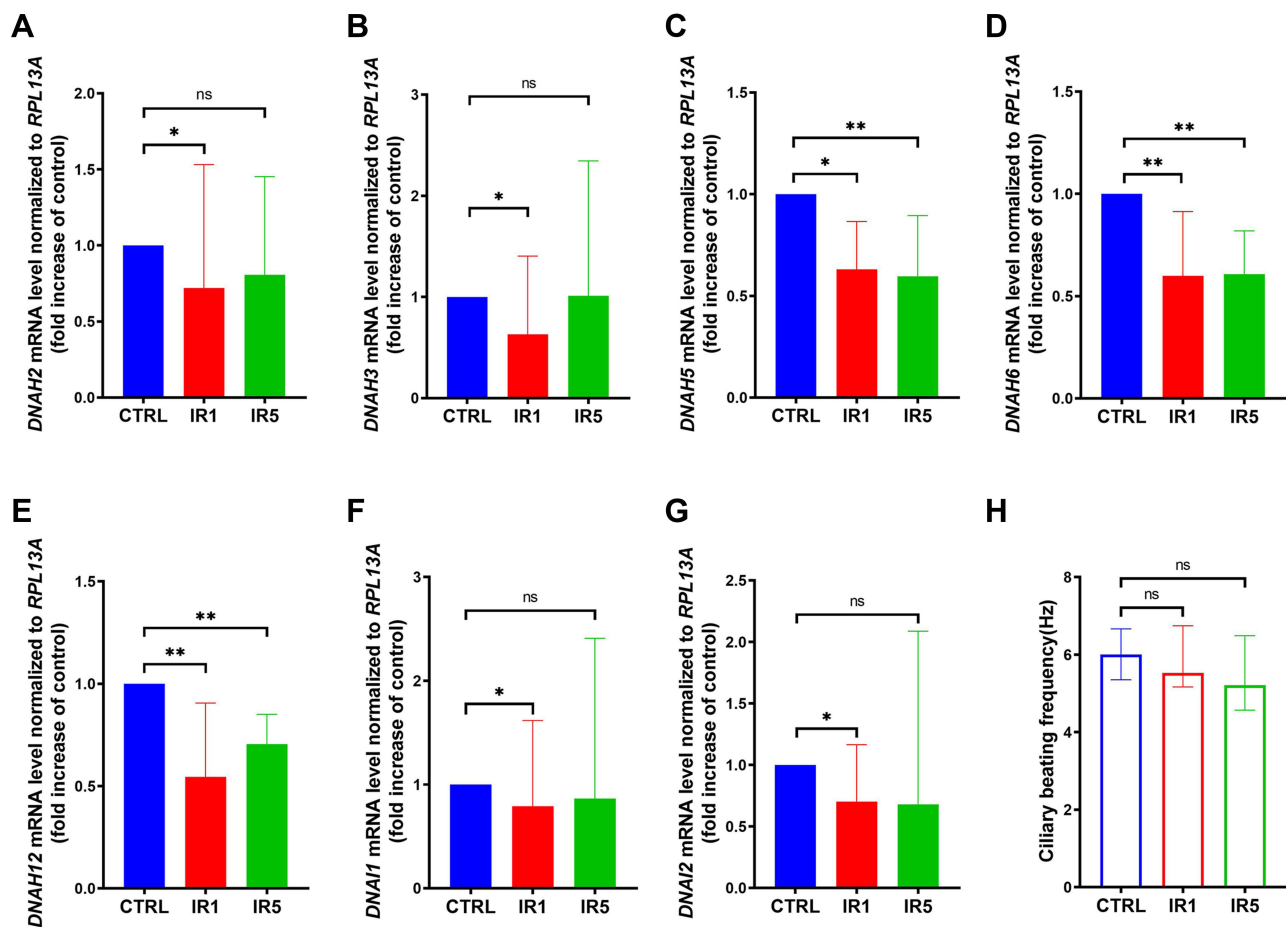 A
DNAH2 mRNA level normalized to RPL13A
(fold increase of control)
2.0
1.5
1.0
0.5
0.0
ns
*
CTRL IR1 IR5
B
DNAH3 mRNA level normalized to RPL13A
(fold increase of control)
3
2
1
0
ns
*
CTRL IR1 IR5
C
DNAH5 mRNA level normalized to RPL13A
(fold increase of control)
1.5
1.0
0.5
0.0
**
*
CTRL IR1 IR5
D
DNAH6 mRNA level normalized to RPL13A
(fold increase of control)
1.5
1.0
0.5
0.0
**
**
CTRL IR1 IR5
E
DNAH12 mRNA level normalized to RPL13A
(fold increase of control)
1.5
1.0
0.5
0.0
**
**
CTRL IR1 IR5
F
DNAI1 mRNA level normalized to RPL13A
(fold increase of control)
3
2
1
0
ns
*
CTRL IR1 IR5
G
DNAI2 mRNA level normalized to RPL13A
(fold increase of control)
2.5
2.0
1.5
1.0
0.5
0.0
ns
*
CTRL IR1 IR5
H
Ciliary beating frequency(Hz)
8
6
4
2
0
ns
ns
CTRL IR1 IR5